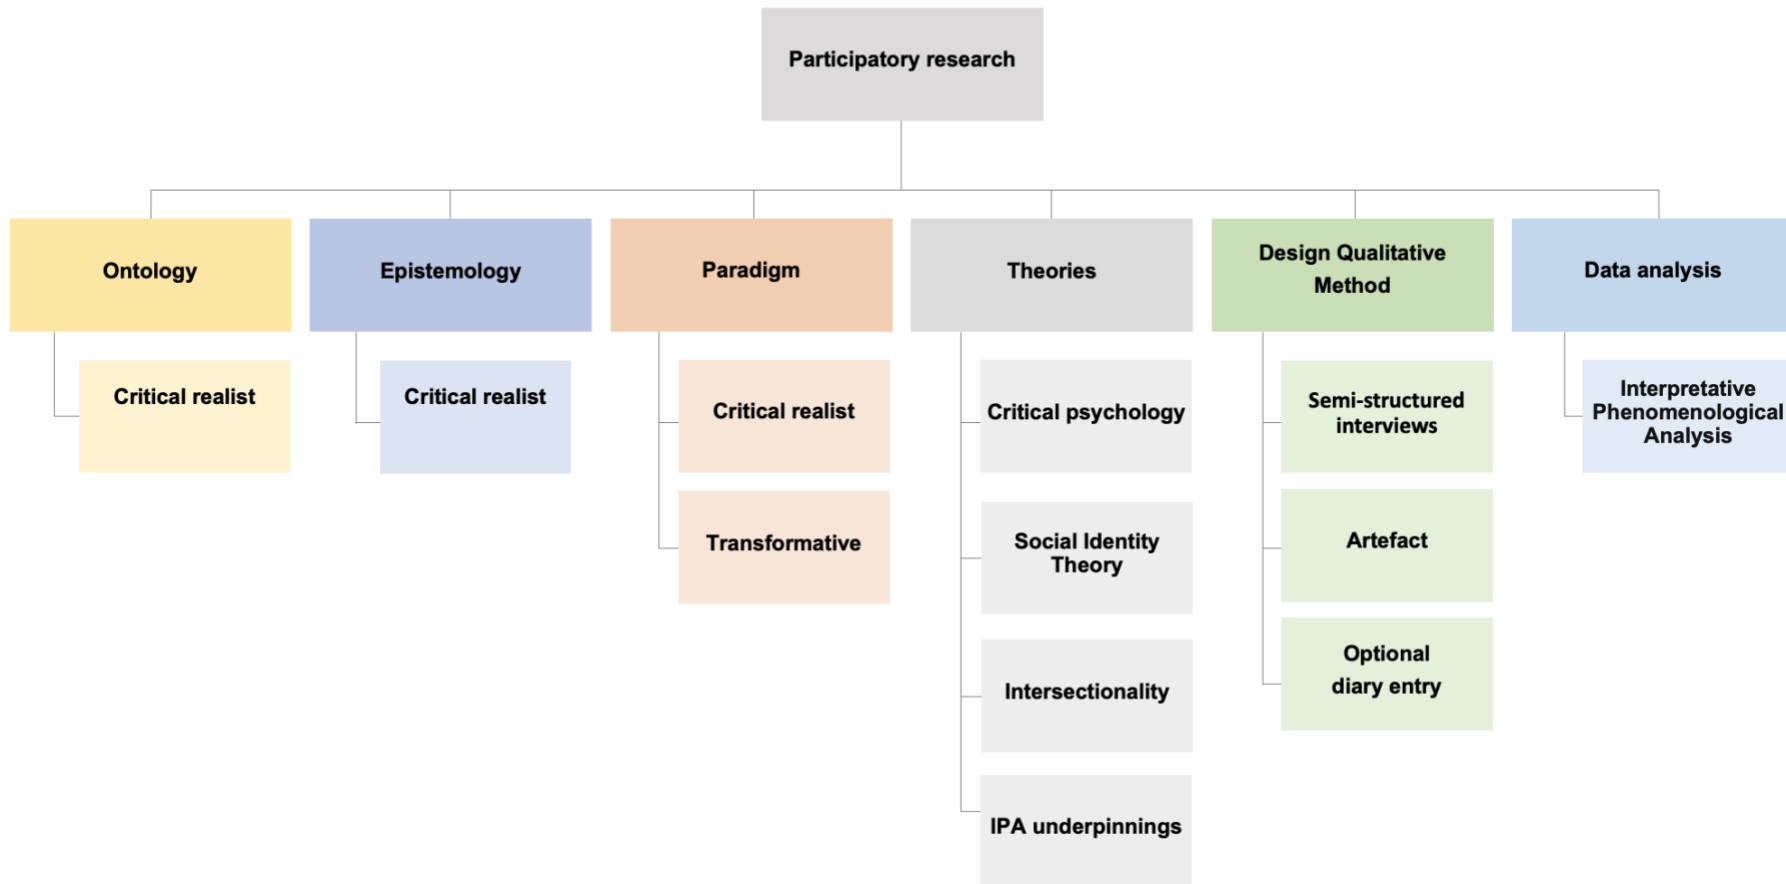 Participatory research
Ontology
Epistemology
Paradigm
Theories
Design Qualitative
Method
Data analysis
Critical realist
Critical realist
Critical realist
Transformative
Critical psychology
Social Identity
Theory
Intersectionality
IPA underpinnings
Semi-structured
interviews
Artefact
Optional
diary entry
Interpretative
Phenomenological
Analysis